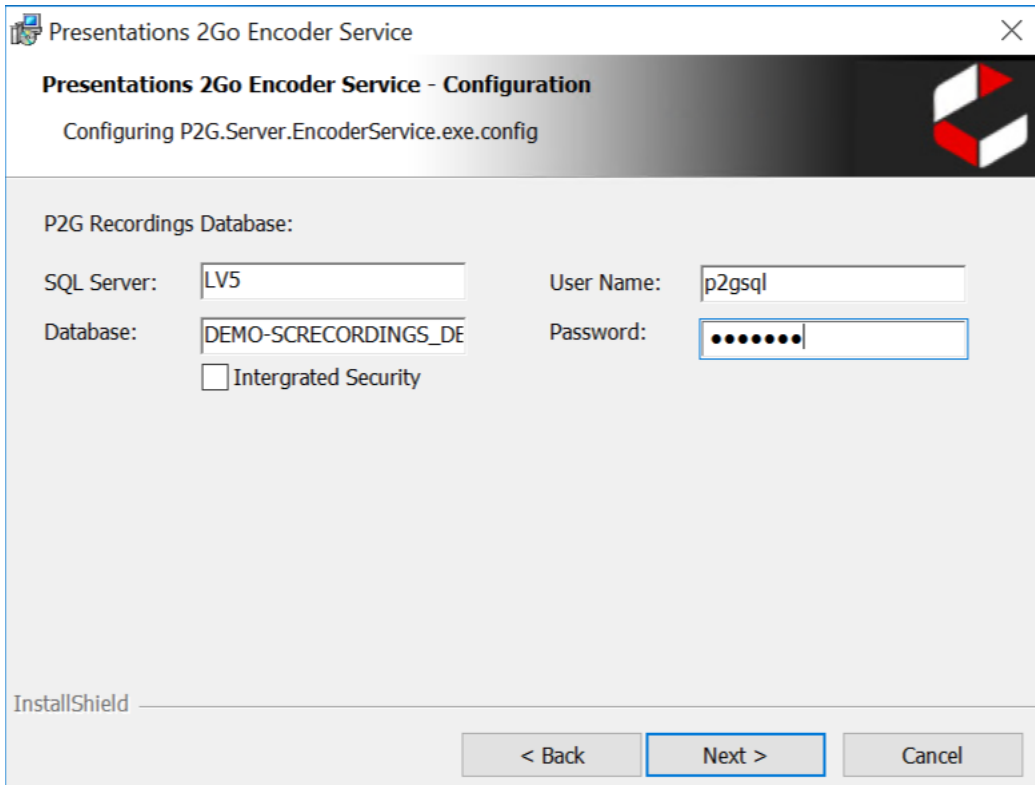 Presentations 2Go Encoder Service
Presentations 2Go Encoder Service - Configuration
Configuring P2G.Server.EncoderService.exe.config
P2G Recordings Database:
SQL Server: LV5 User Name: p2gsql
Database: DEMO-SCRECORDINGS_DE Password: •••••••
Intergrated Security
InstallShield
< Back Next > Cancel